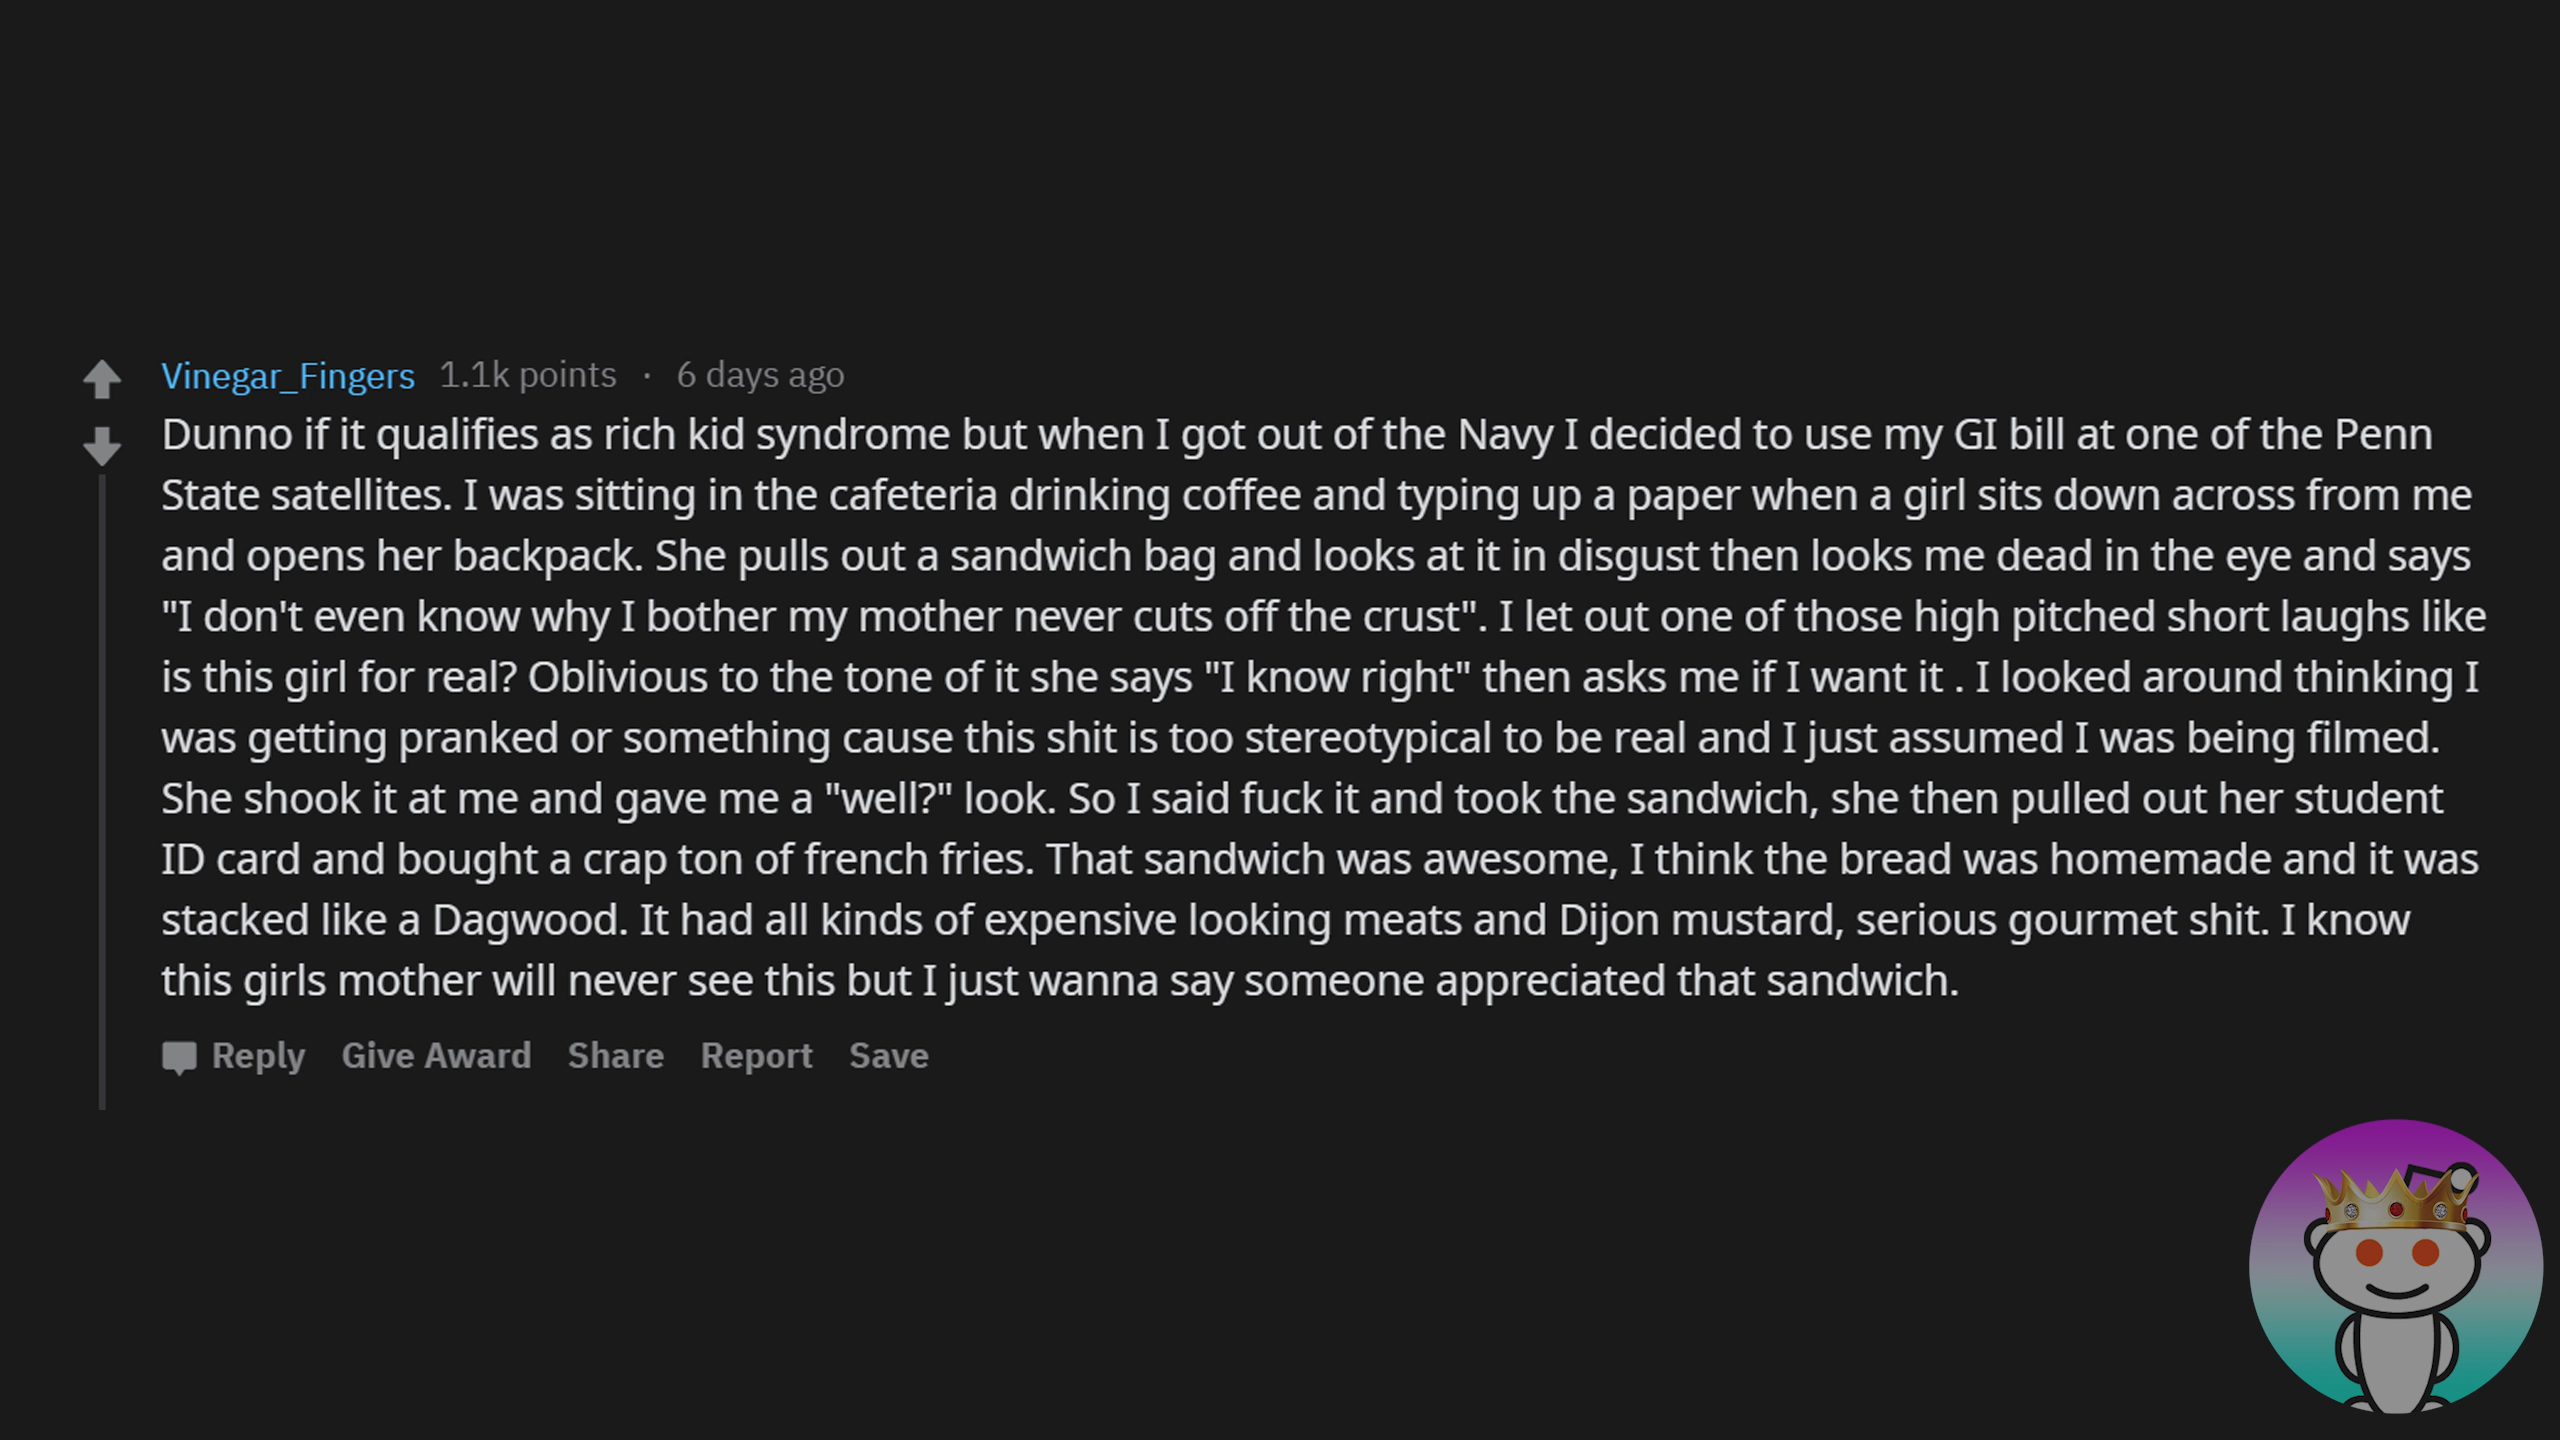 Vinegar_Fingers 1.1k points · 6 days ago
Dunno if it qualifies as rich kid syndrome but when I got out of the Navy I decided to use my GI bill at one of the Penn
State satellites. I was sitting in the cafeteria drinking coffee and typing up a paper when a girl sits down across from me
and opens her backpack. She pulls out a sandwich bag and looks at it in disgust then looks me dead in the eye and says
"I don't even know why I bother my mother never cuts off the crust". I let out one of those high pitched short laughs like
is this girl for real? Oblivious to the tone of it she says "I know right" then asks me if I want it . I looked around thinking I
was getting pranked or something cause this shit is too stereotypical to be real and I just assumed I was being filmed.
She shook it at me and gave me a "well?" look. So I said fuck it and took the sandwich, she then pulled out her student
ID card and bought a crap ton of french fries. That sandwich was awesome, I think the bread was homemade and it was
stacked like a Dagwood. It had all kinds of expensive looking meats and Dijon mustard, serious gourmet shit. I know
this girls mother will never see this but I just wanna say someone appreciated that sandwich.
Reply Give Award Share Report Save